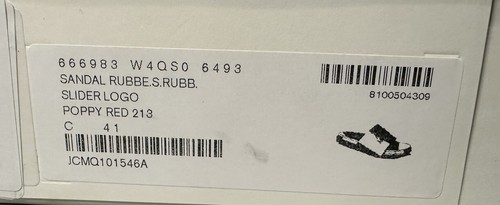 666983 W4QS0 6493
SANDAL RUBBE.S.RUBB.
SLIDER LOGO
POPPY RED 213
C 41
JCMQ101546A
8100504309